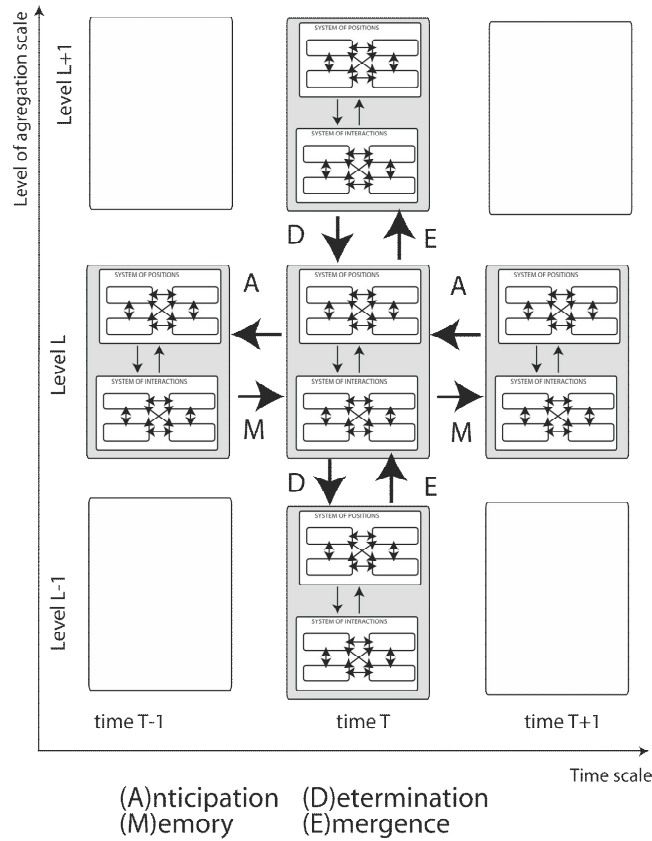 Level of agregation scale
Level L+1
SYSTEM OF POSITIONS
SYSTEM OF INTERACTIONS
D
E
Level L
SYSTEM OF POSITIONS
SYSTEM OF INTERACTIONS
A
M
SYSTEM OF POSITIONS
SYSTEM OF INTERACTIONS
A
M
SYSTEM OF POSITIONS
SYSTEM OF INTERACTIONS
D
E
Level L-1
SYSTEM OF POSITIONS
SYSTEM OF INTERACTIONS
time T-1
time T
time T+1
Time scale
(A)nticipation (D)etermination
(M)emory (E)mergence